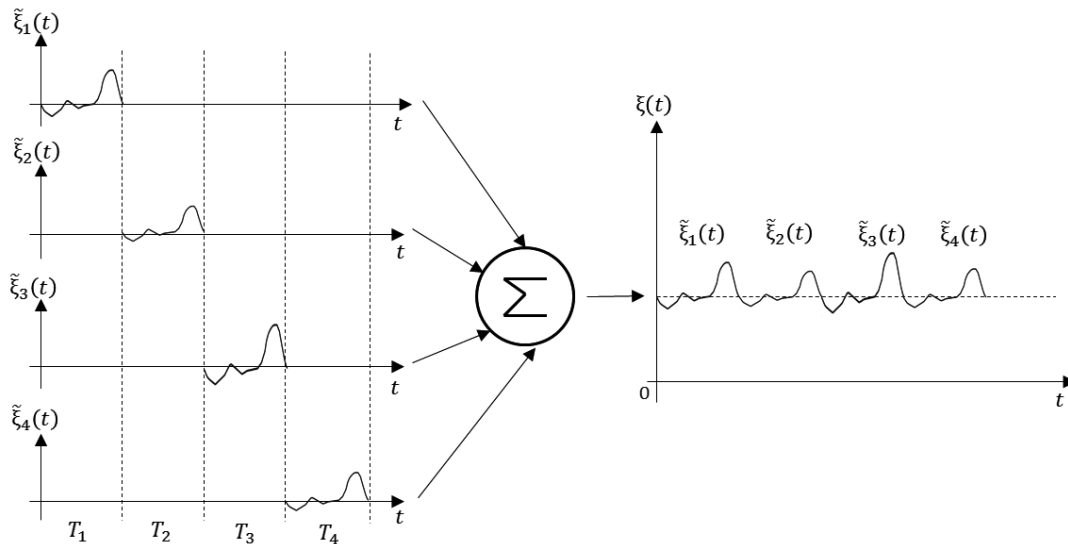 ξ̃₁(t)
t
ξ̃₂(t)
t
ξ̃₃(t)
t
ξ̃₄(t)
t
T₁ T₂ T₃ T₄
Σ
ξ(t)
ξ̃₁(t) ξ̃₂(t) ξ̃₃(t) ξ̃₄(t)
0
t